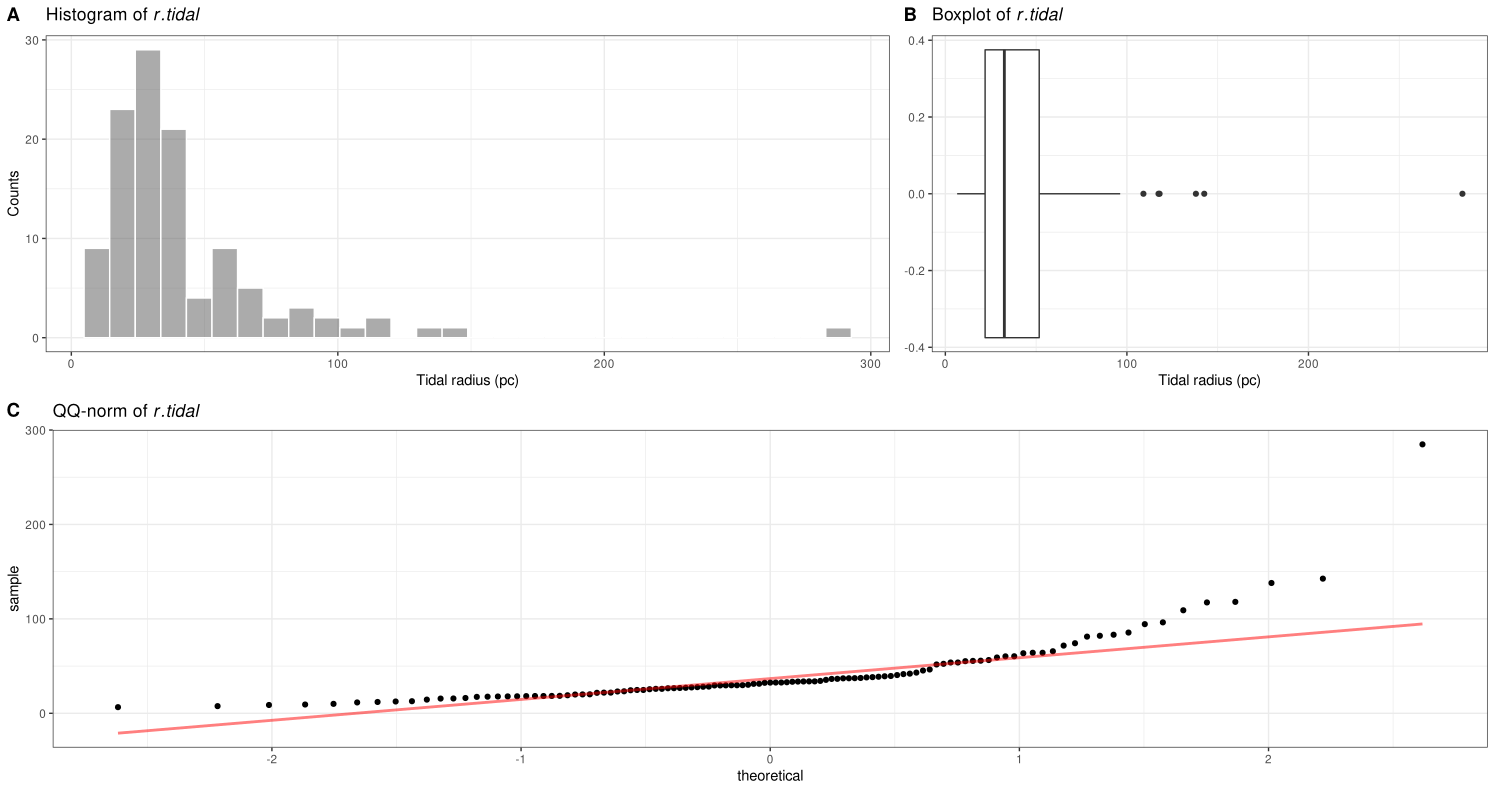 A Histogram of r.tidal
30
20
10
0
Counts
0 100 200 300
Tidal radius (pc)
B Boxplot of r.tidal
0.4
0.2
0.0
-0.2
-0.4
0 100 200
Tidal radius (pc)
C QQ-norm of r.tidal
300
200
100
0
sample
-2 -1 0 1 2
theoretical